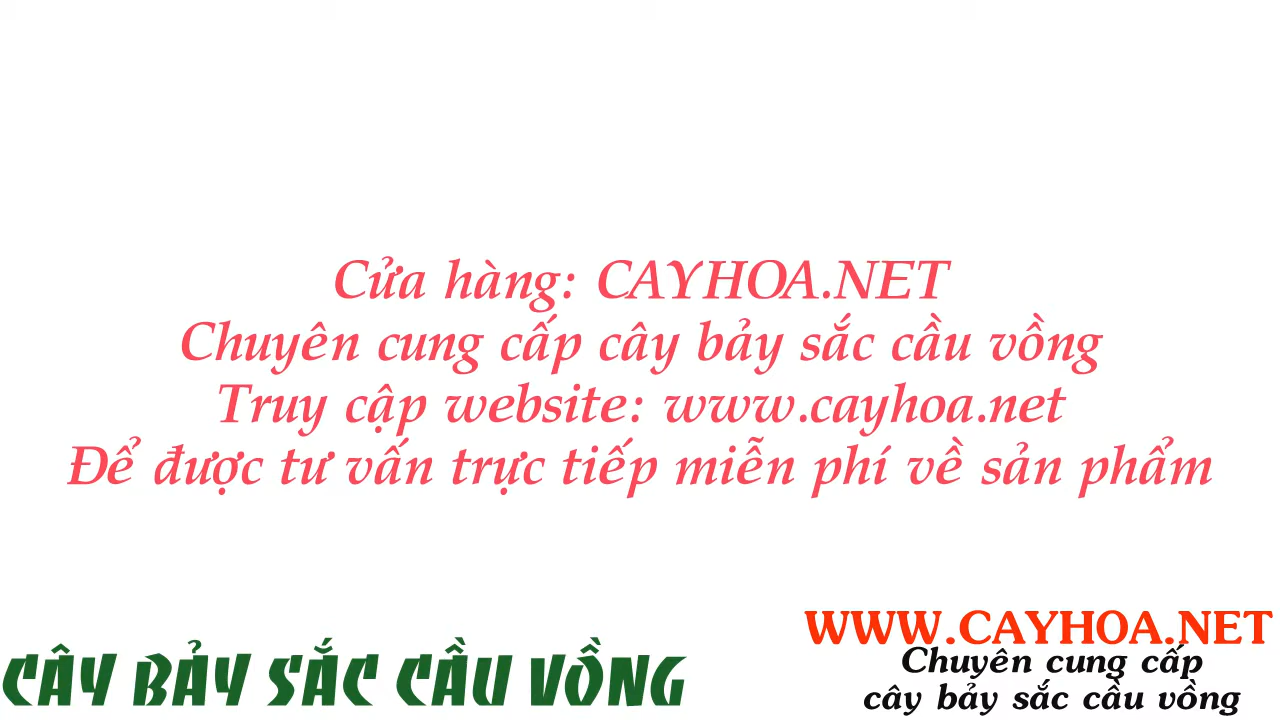 Cửa hàng: CAYHOA.NET
Chuyên cung cấp cây bảy sắc cầu vồng
Truy cập website: www.cayhoa.net
Để được tư vấn trực tiếp miễn phí về sản phẩm
CÂY BẢY SẮC CẦU VỒNG
WWW.CAYHOA.NET
Chuyên cung cấp
cây bảy sắc cầu vồng